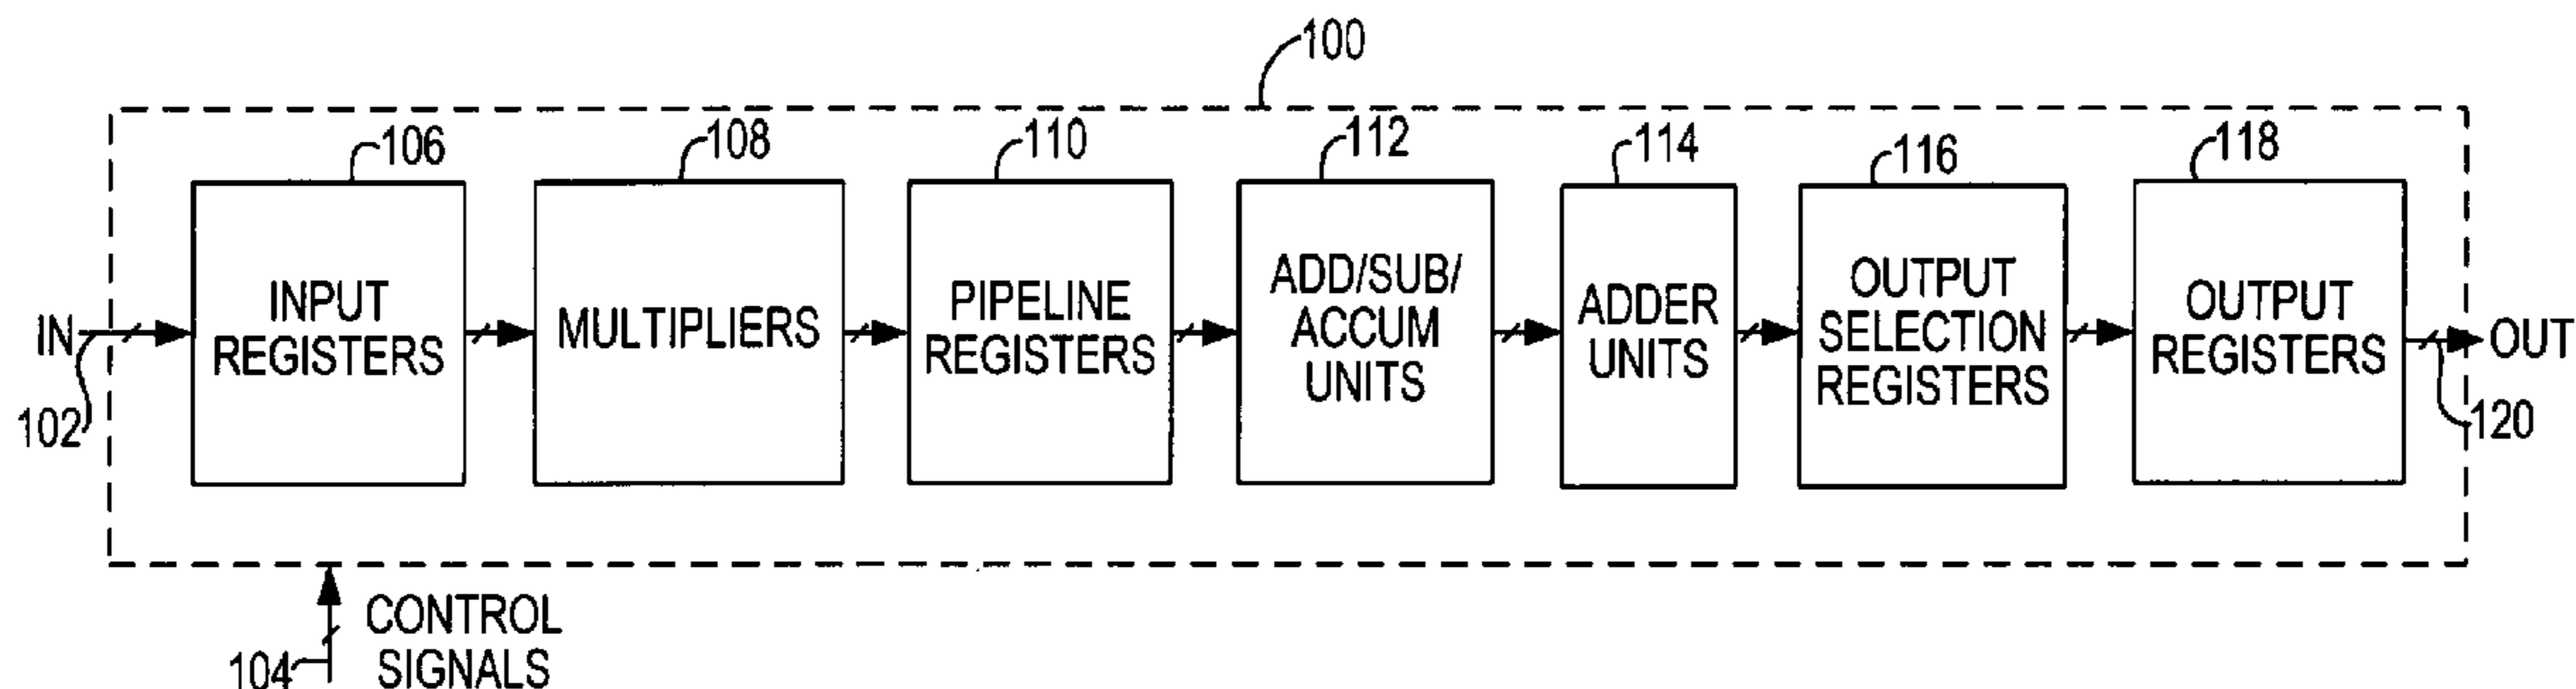 100
106
108
110
112
114
116
118
INPUT
REGISTERS
MULTIPLIERS
PIPELINE
REGISTERS
ADD/SUB/
ACCUM
UNITS
ADDER
UNITS
OUTPUT
SELECTION
REGISTERS
OUTPUT
REGISTERS
IN
OUT
102
120
CONTROL
SIGNALS
104